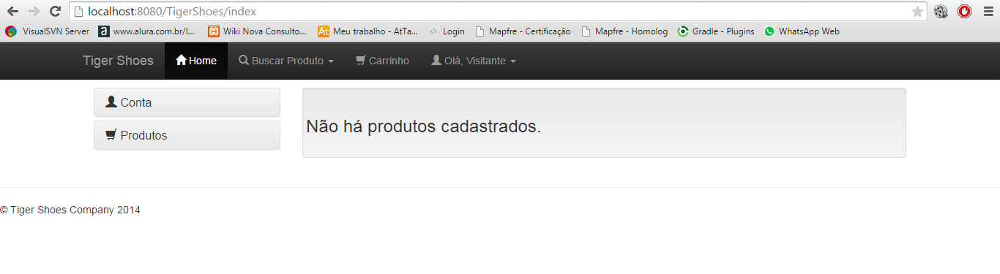 localhost:8080/TigerShoes/index
VisualSVN Server www.alura.com.br/l... Wiki Nova Consulto... At Meu trabalho - AtTa... Login Mapfre - Certificação Mapfre - Homolog Gradle - Plugins WhatsApp Web
Tiger Shoes Home Buscar Produto Carrinho Olá, Visitante
Conta
Produtos
Não há produtos cadastrados.
© Tiger Shoes Company 2014